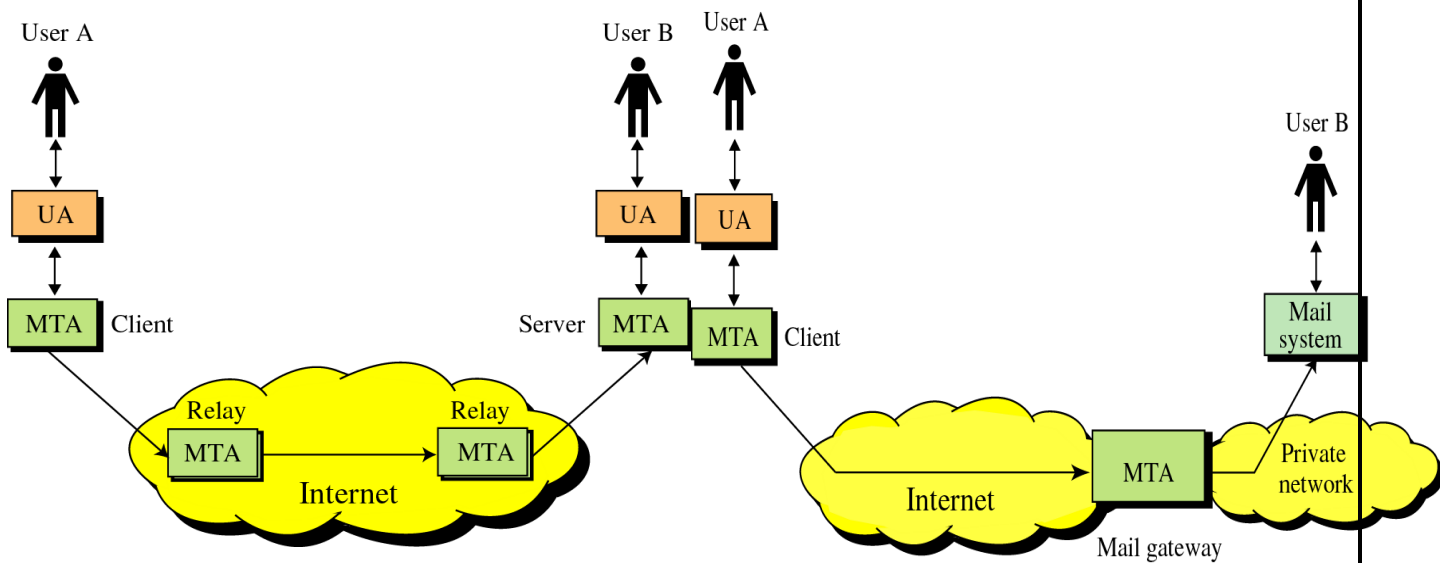 User A
UA
MTA
Client
Relay
MTA
Relay
MTA
Internet
User B
UA
Server
MTA
User A
UA
MTA
Client
Internet
MTA
Mail gateway
User B
Mail
system
Private
network